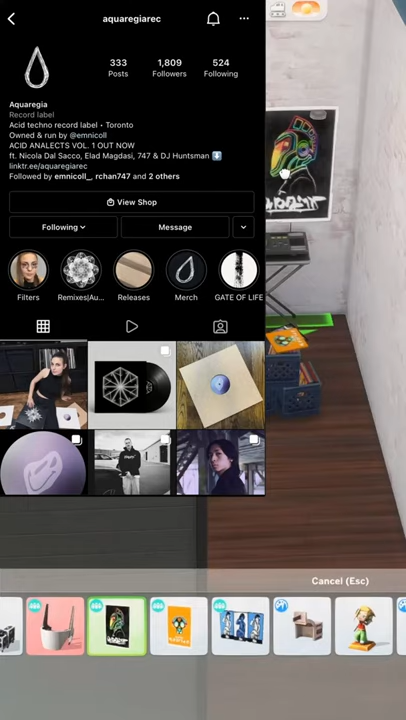 aquaregiarec
333
1,809
524
Posts
Followers
Following
Aquaregia
Record label
Acid techno record label • Toronto
Owned & run by @emnicoll
ACID ANALECTS VOL. 1 OUT NOW
ft. Nicola Dal Sacco, Elad Magdasi, 747 & DJ Huntsman ⬇️
linktr.ee/aquaregiarec
Followed by emnicoll_, rchan747 and 2 others
View Shop
Following
Message
Filters
Remixes|Au...
Releases
Merch
GATE OF LIFE
Cancel (Esc)